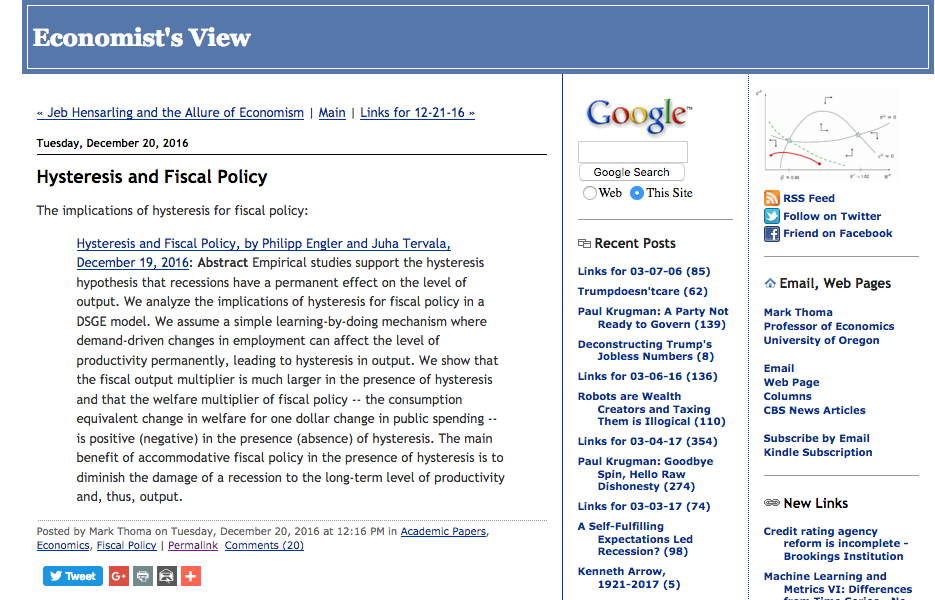 Economist's View
« Jeb Hensarling and the Allure of Economism | Main | Links for 12-21-16 »
Tuesday, December 20, 2016
Hysteresis and Fiscal Policy
The implications of hysteresis for fiscal policy:
Hysteresis and Fiscal Policy, by Philipp Engler and Juha Tervala,
December 19, 2016: Abstract Empirical studies support the hysteresis
hypothesis that recessions have a permanent effect on the level of
output. We analyze the implications of hysteresis for fiscal policy in a
DSGE model. We assume a simple learning-by-doing mechanism where
demand-driven changes in employment can affect the level of
productivity permanently, leading to hysteresis in output. We show that
the fiscal output multiplier is much larger in the presence of hysteresis
and that the welfare multiplier of fiscal policy -- the consumption
equivalent change in welfare for one dollar change in public spending --
is positive (negative) in the presence (absence) of hysteresis. The main
benefit of accommodative fiscal policy in the presence of hysteresis is to
diminish the damage of a recession to the long-term level of productivity
and, thus, output.
Posted by Mark Thoma on Tuesday, December 20, 2016 at 12:16 PM in Academic Papers,
Economics, Fiscal Policy | Permalink Comments (20)
Tweet
G+
Google™
Google Search
Web This Site
Recent Posts
Links for 03-07-06 (85)
Trumpdoesn'tcare (62)
Paul Krugman: A Party Not
Ready to Govern (139)
Deconstructing Trump's
Jobless Numbers (8)
Links for 03-06-16 (136)
Robots are Wealth
Creators and Taxing
Them is Illogical (110)
Links for 03-04-17 (354)
Paul Krugman: Goodbye
Spin, Hello Raw
Dishonesty (274)
Links for 03-03-17 (74)
A Self-Fulfilling
Expectations Led
Recession? (98)
Kenneth Arrow,
1921-2017 (5)
RSS Feed
Follow on Twitter
Friend on Facebook
Email, Web Pages
Mark Thoma
Professor of Economics
University of Oregon
Email
Web Page
Columns
CBS News Articles
Subscribe by Email
Kindle Subscription
New Links
Credit rating agency
reform is incomplete -
Brookings Institution
Machine Learning and
Metrics VI: Differences